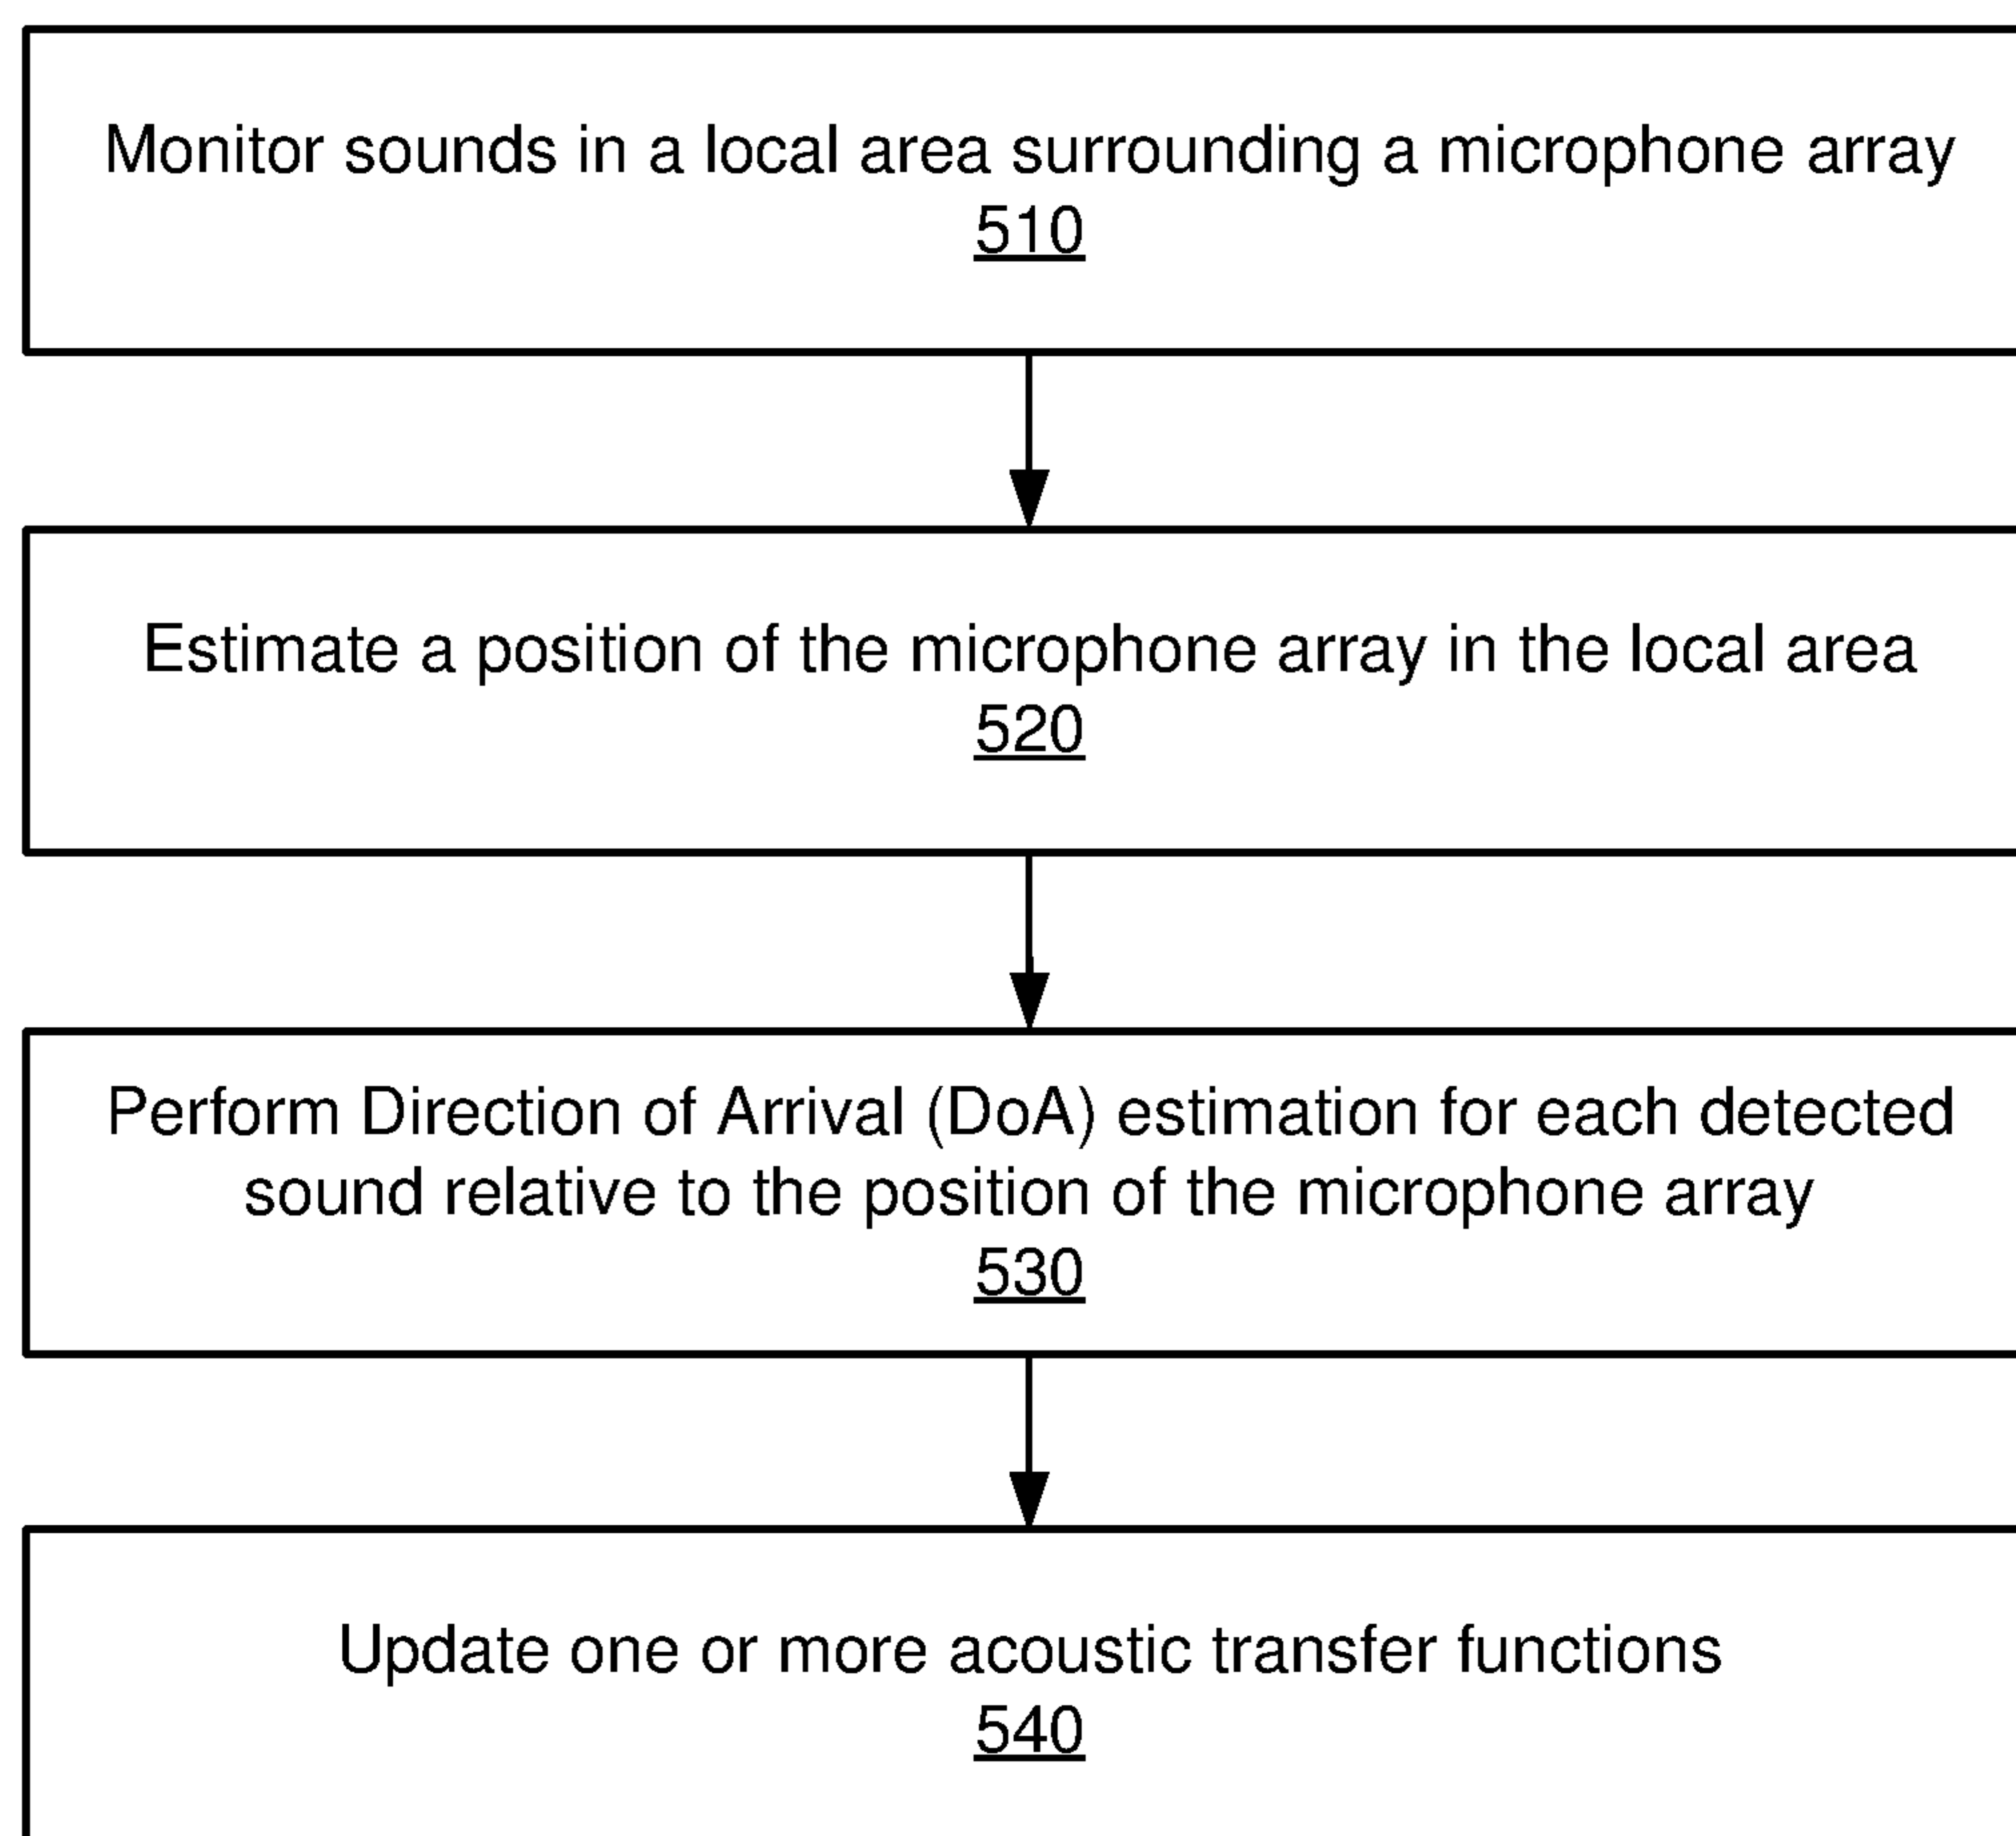 Monitor sounds in a local area surrounding a microphone array
510
Estimate a position of the microphone array in the local area
520
Perform Direction of Arrival (DoA) estimation for each detected
sound relative to the position of the microphone array
530
Update one or more acoustic transfer functions
540